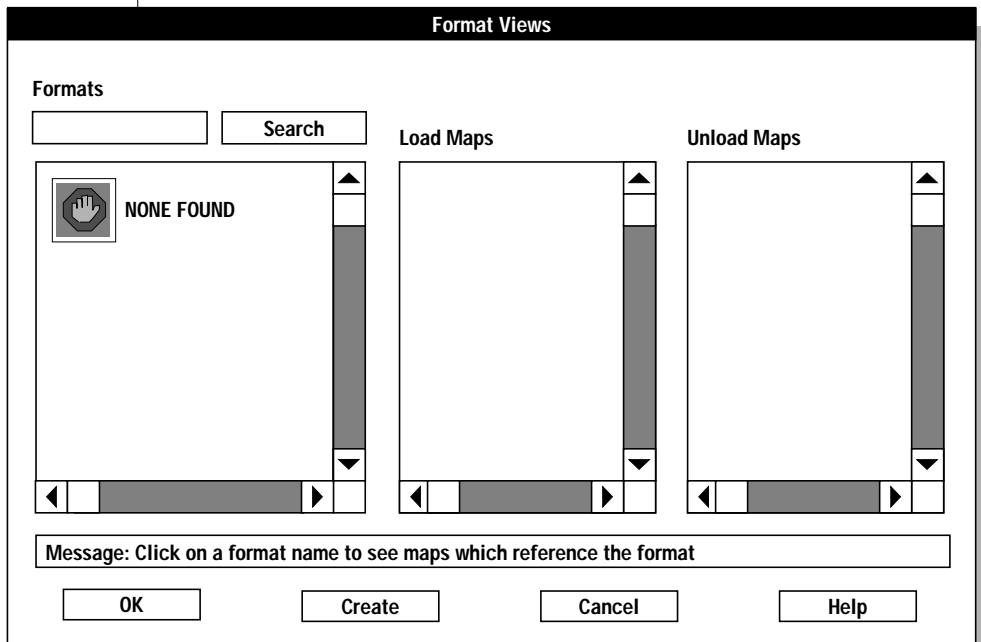 Format Views
Formats
Search
Load Maps
Unload Maps
NONE FOUND
Message: Click on a format name to see maps which reference the format
OK
Create
Cancel
Help